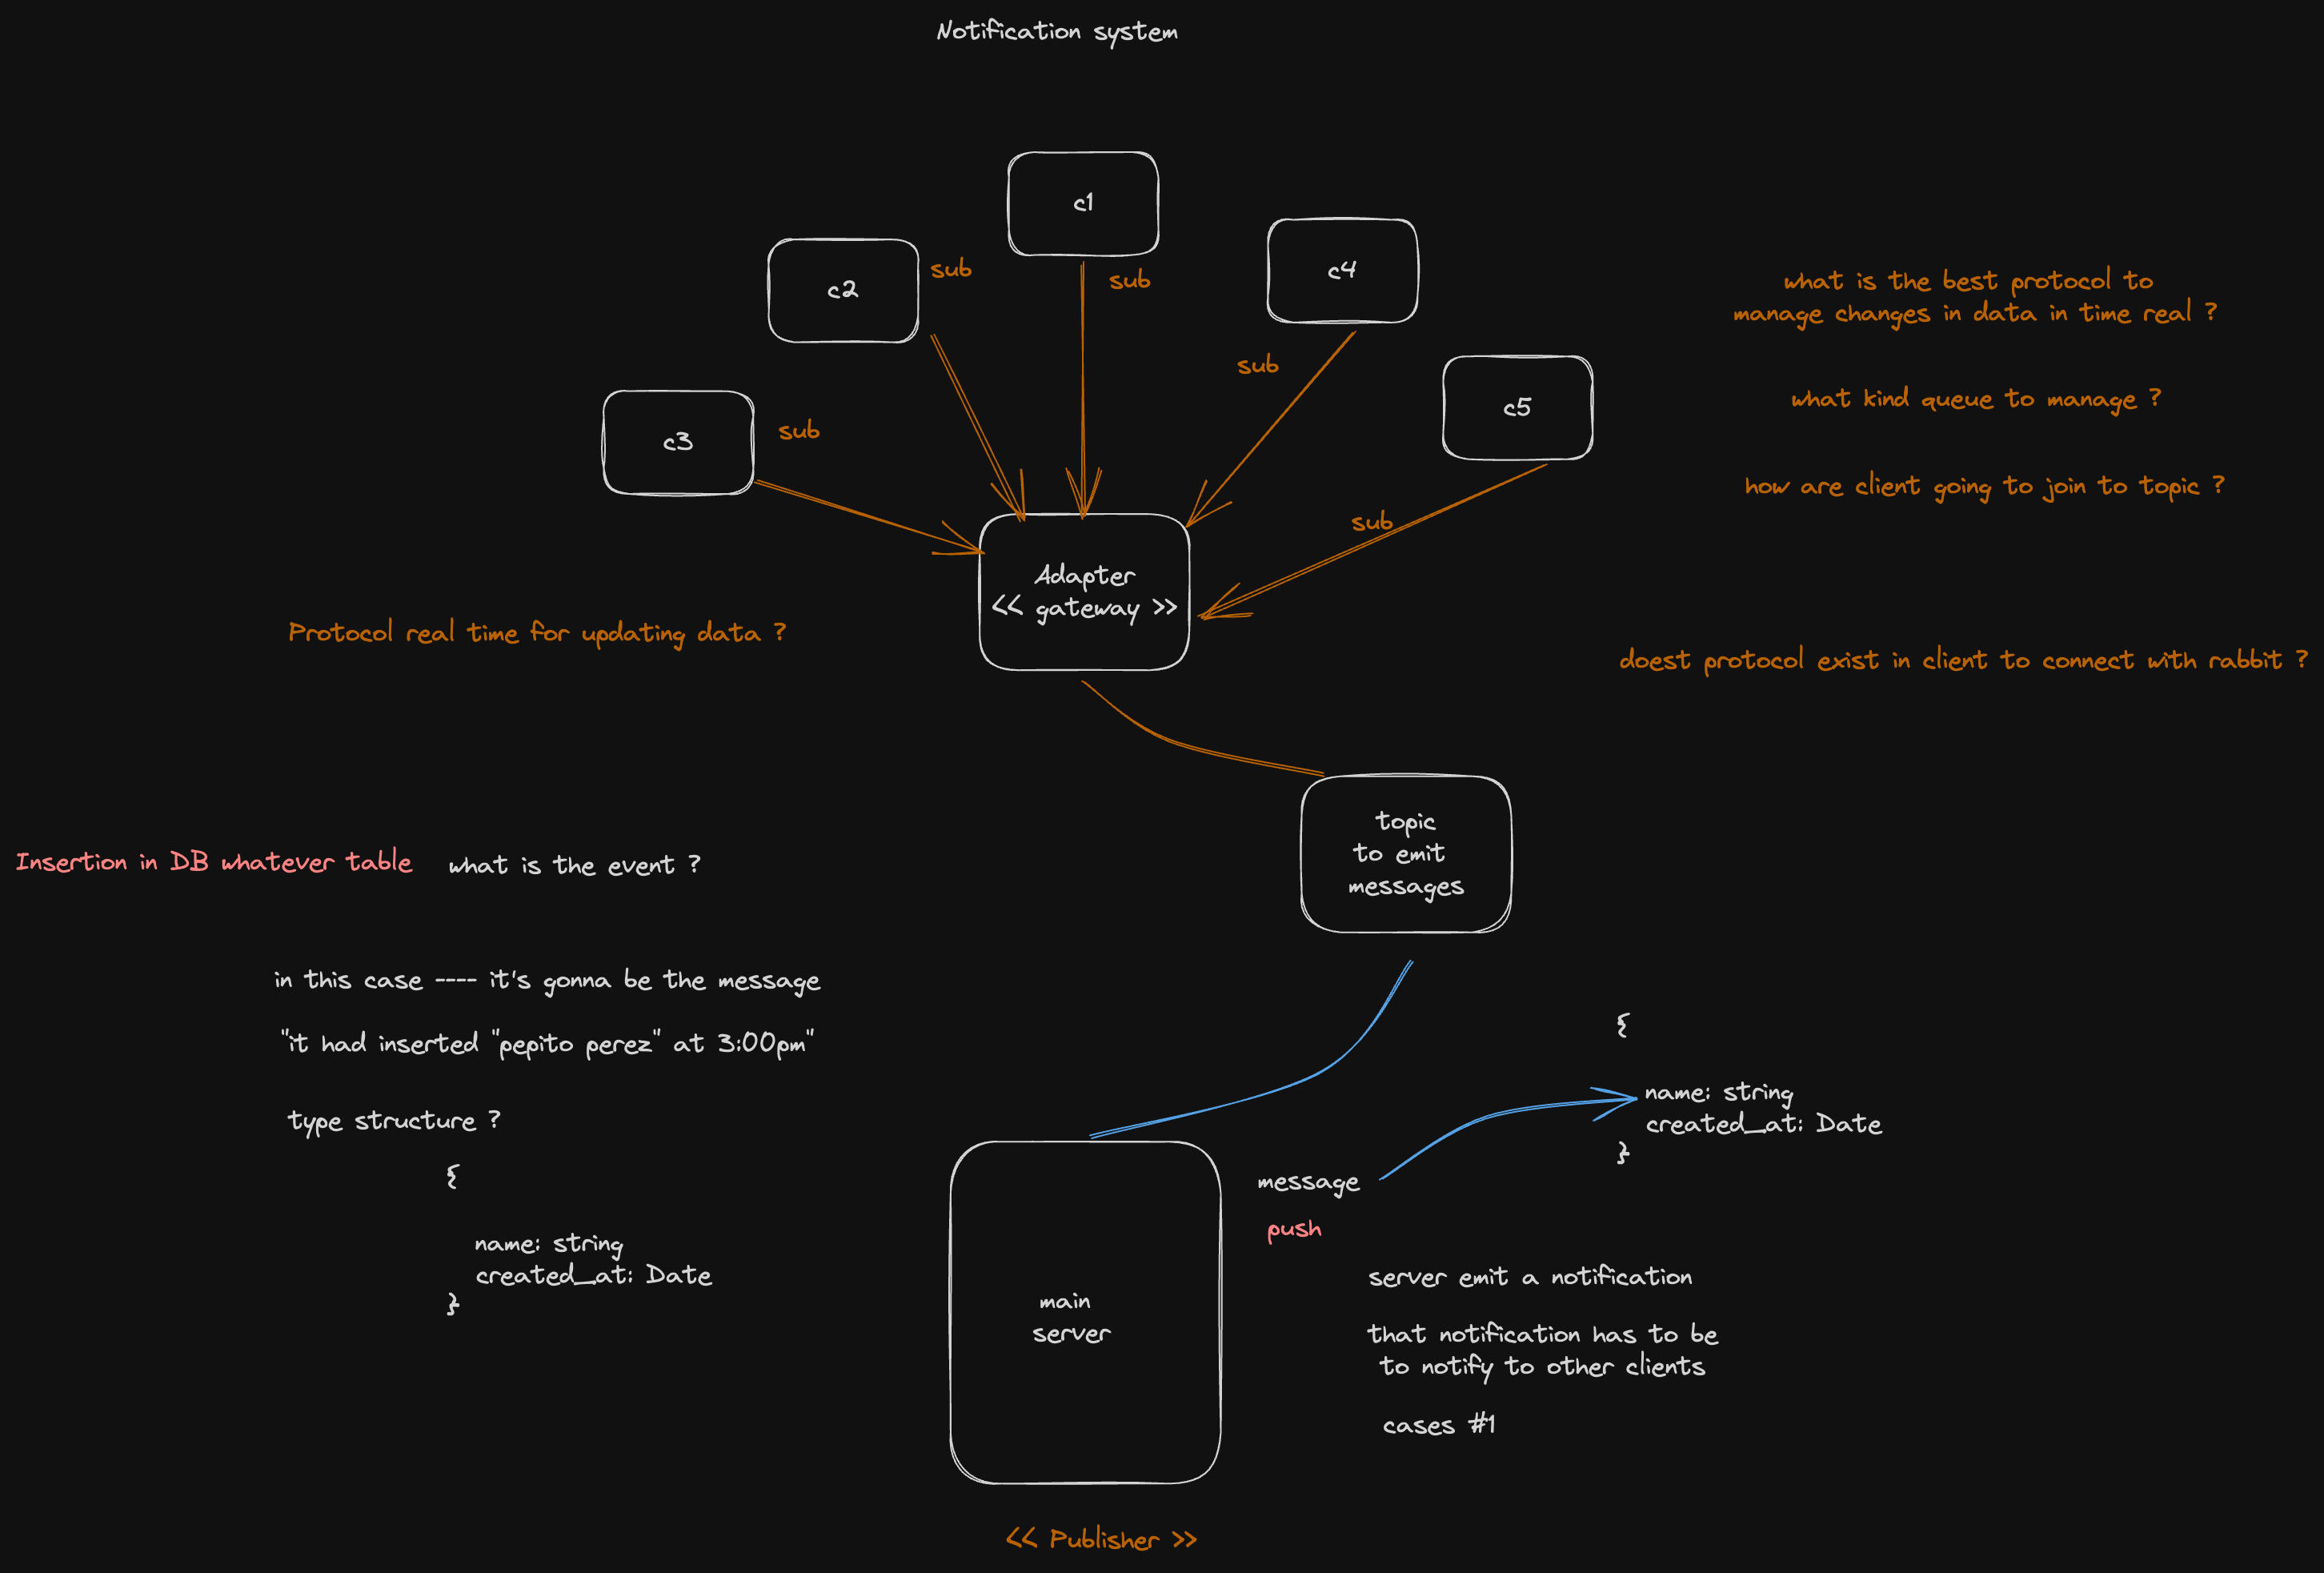 Notification system
c1
c2
c4
c3
c5
sub
sub
sub
sub
sub
what is the best protocol to
manage changes in data in time real ?
what kind queue to manage ?
how are client going to join to topic ?
Adapter
<< gateway >>
Protocol real time for updating data ?
doest protocol exist in client to connect with rabbit ?
topic
to emit
messages
Insertion in DB whatever table
what is the event ?
in this case ---- it's gonna be the message
"it had inserted "pepito perez" at 3:00pm"
type structure ?
{
name: string
created_at: Date
}
{
name: string
created_at: Date
}
message
push
server emit a notification
that notification has to be
to notify to other clients
cases #1
main
server
<< Publisher >>